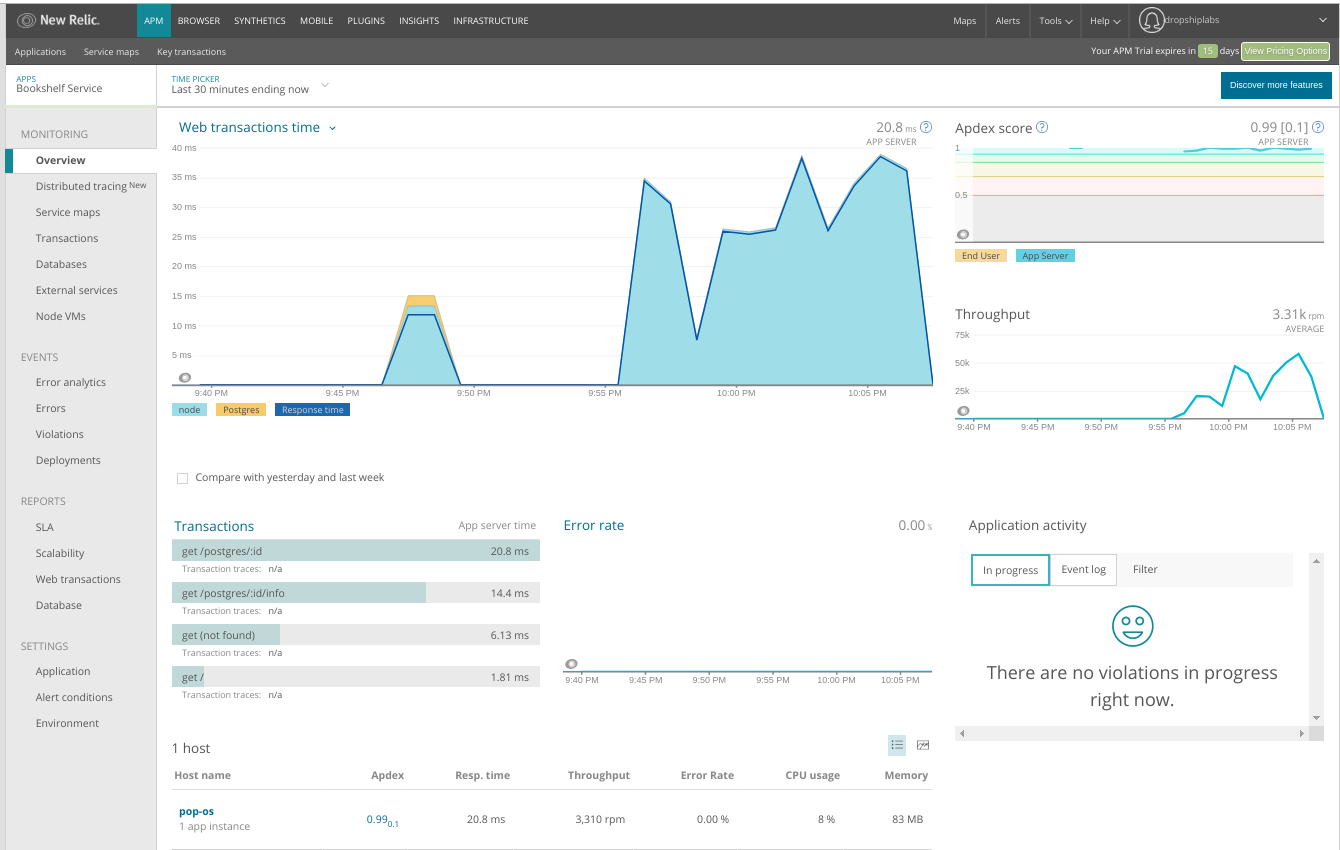 New Relic.
APM BROWSER SYNTHETICS MOBILE PLUGINS INSIGHTS INFRASTRUCTURE Maps Alerts Tools Help dropshiplabs
Applications Service maps Key transactions Your APM Trial expires in 15 days View Pricing Options
APPS
Bookshelf Service
TIME PICKER
Last 30 minutes ending now
Discover more features
MONITORING
Overview
Distributed tracing New
Service maps
Transactions
Databases
External services
Node VMs
EVENTS
Error analytics
Errors
Violations
Deployments
REPORTS
SLA
Scalability
Web transactions
Database
SETTINGS
Application
Alert conditions
Environment
Web transactions time 20.8 ms ?
APP SERVER
40 ms
35 ms
30 ms
25 ms
20 ms
15 ms
10 ms
5 ms
9:40 PM 9:45 PM 9:50 PM 9:55 PM 10:00 PM 10:05 PM
node Postgres Response time
Compare with yesterday and last week
Apdex score ? 0.99 [0.1] ?
APP SERVER
1
0.5
End User App Server
Throughput 3.31k rpm
AVERAGE
75k
50k
25k
9:40 PM 9:45 PM 9:50 PM 9:55 PM 10:00 PM 10:05 PM
Transactions App server time
get /postgres/:id 20.8 ms
Transaction traces: n/a
get /postgres/:id/info 14.4 ms
Transaction traces: n/a
get (not found) 6.13 ms
Transaction traces: n/a
get / 1.81 ms
Transaction traces: n/a
Error rate 0.00 %
9:40 PM 9:45 PM 9:50 PM 9:55 PM 10:00 PM 10:05 PM
Application activity
In progress Event log Filter
There are no violations in progress
right now.
1 host
Host name Apdex Resp. time Throughput Error Rate CPU usage Memory
pop-os
1 app instance
0.99 0.1 20.8 ms 3,310 rpm 0.00 % 8 % 83 MB